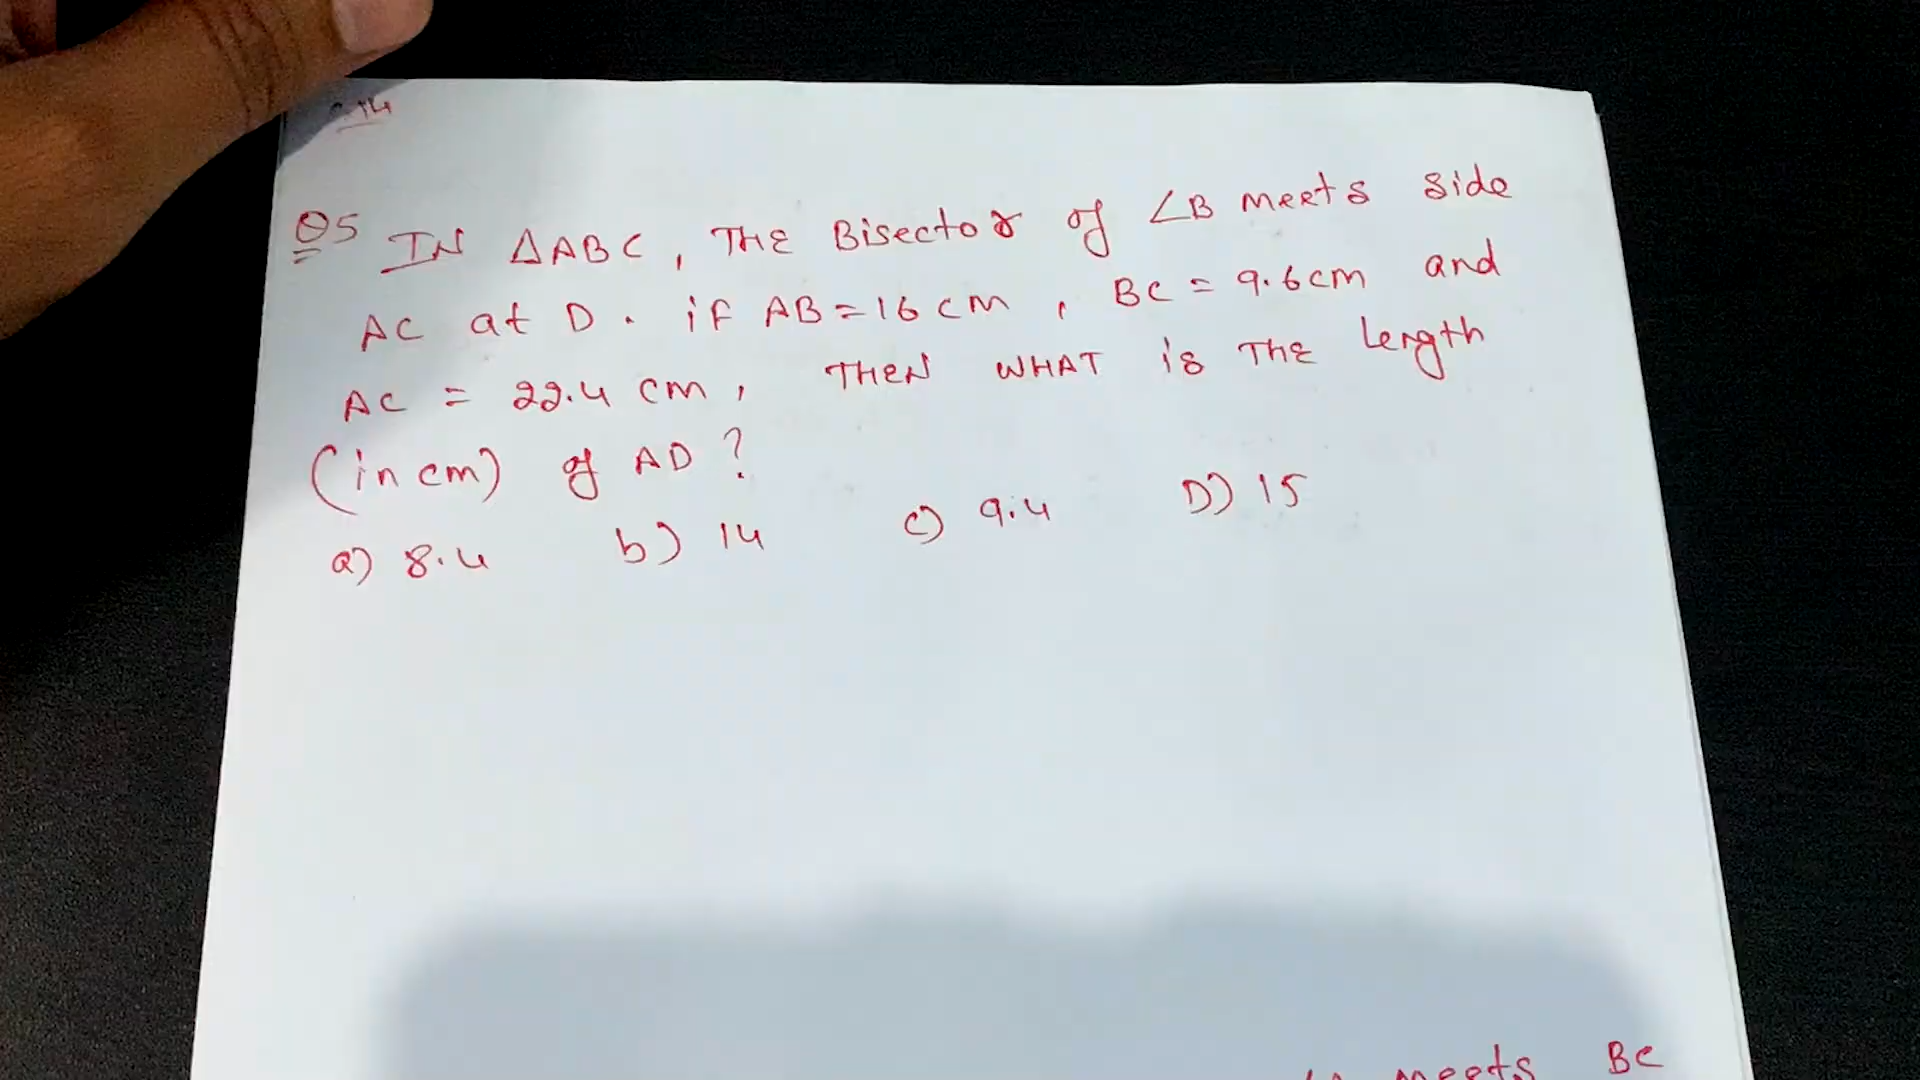 Q5 IN ΔABC, THE Bisector of ∠B meets side
AC at D. if AB = 16 cm, BC = 9.6cm and
AC = 22.4 cm, THEN WHAT is THE Length
(in cm) of AD ?
a) 8.4 b) 14 c) 9.4 D) 15
meets BC